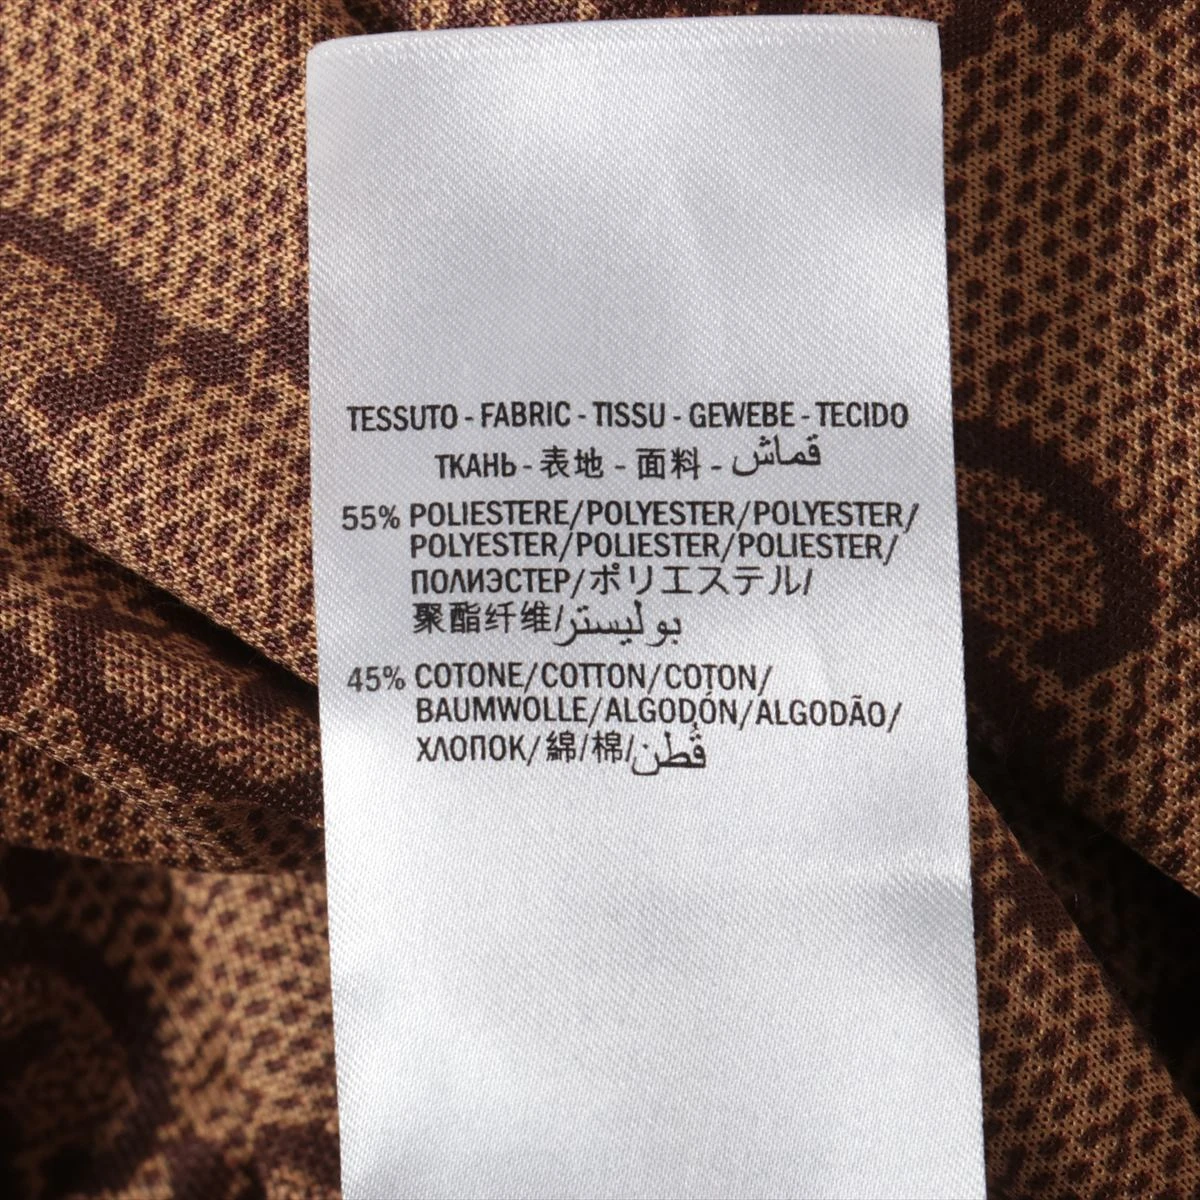 TESSUTO - FABRIC - TISSU - GEWEBE - TECIDO
ТКАНЬ - 表地 - 面料 - قماش
55% POLIESTERE/POLYESTER/POLYESTER/
POLYESTER/POLIESTER/POLIESTER/
ПОЛИЭСТЕР/ポリエステル/
聚酯纤维/بوليستر
45% COTONE/COTTON/COTON/
BAUMWOLLE/ALGODÓN/ALGODÃO/
ХЛОПОК/綿/棉/قُطن